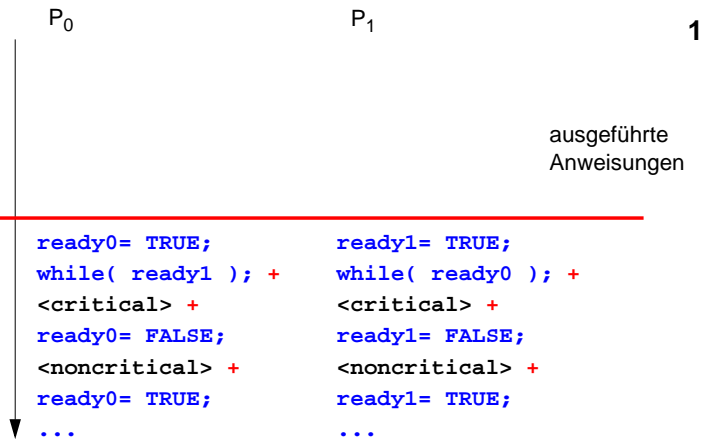 P0 P1 1
ausgeführte
Anweisungen
ready0= TRUE; ready1= TRUE;
while( ready1 ); + while( ready0 ); +
<critical> + <critical> +
ready0= FALSE; ready1= FALSE;
<noncritical> + <noncritical> +
ready0= TRUE; ready1= TRUE;
... ...